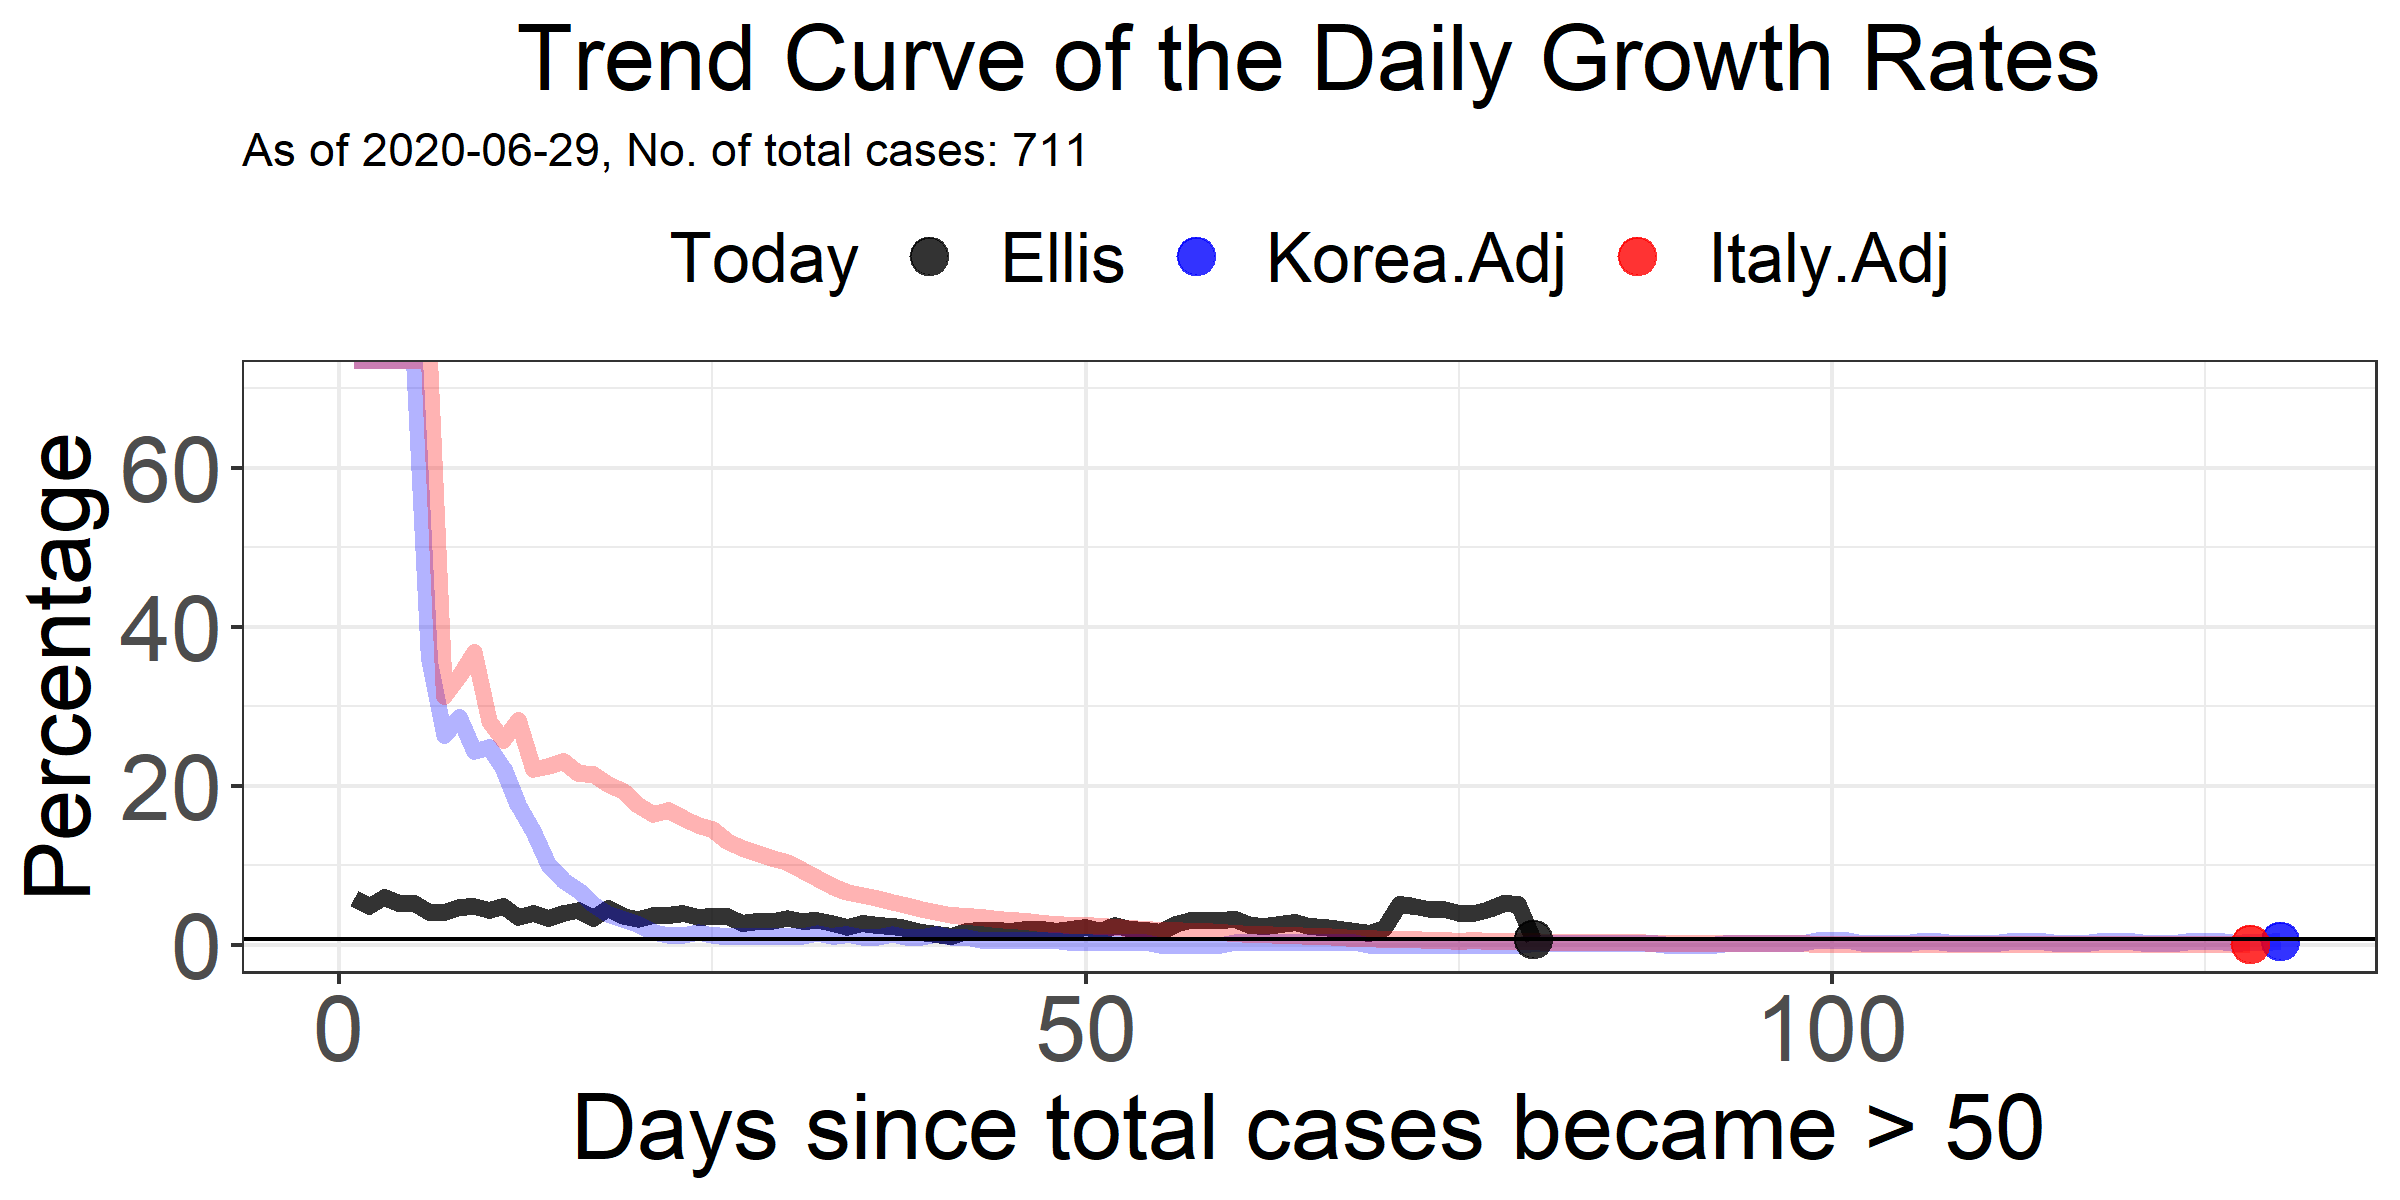 Trend Curve of the Daily Growth Rates
As of 2020-06-29, No. of total cases: 711
Today Ellis Korea.Adj Italy.Adj
Percentage
60
40
20
0
0 50 100
Days since total cases became > 50